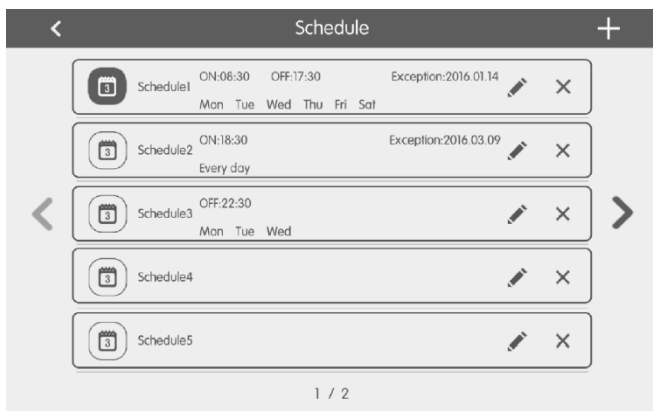 Schedule
Schedule1 ON:08:30 OFF:17:30 Exception:2016.01.14
Mon Tue Wed Thu Fri Sat
Schedule2 ON:18:30 Exception:2016.03.09
Every day
Schedule3 OFF:22:30
Mon Tue Wed
Schedule4
Schedule5
1 / 2